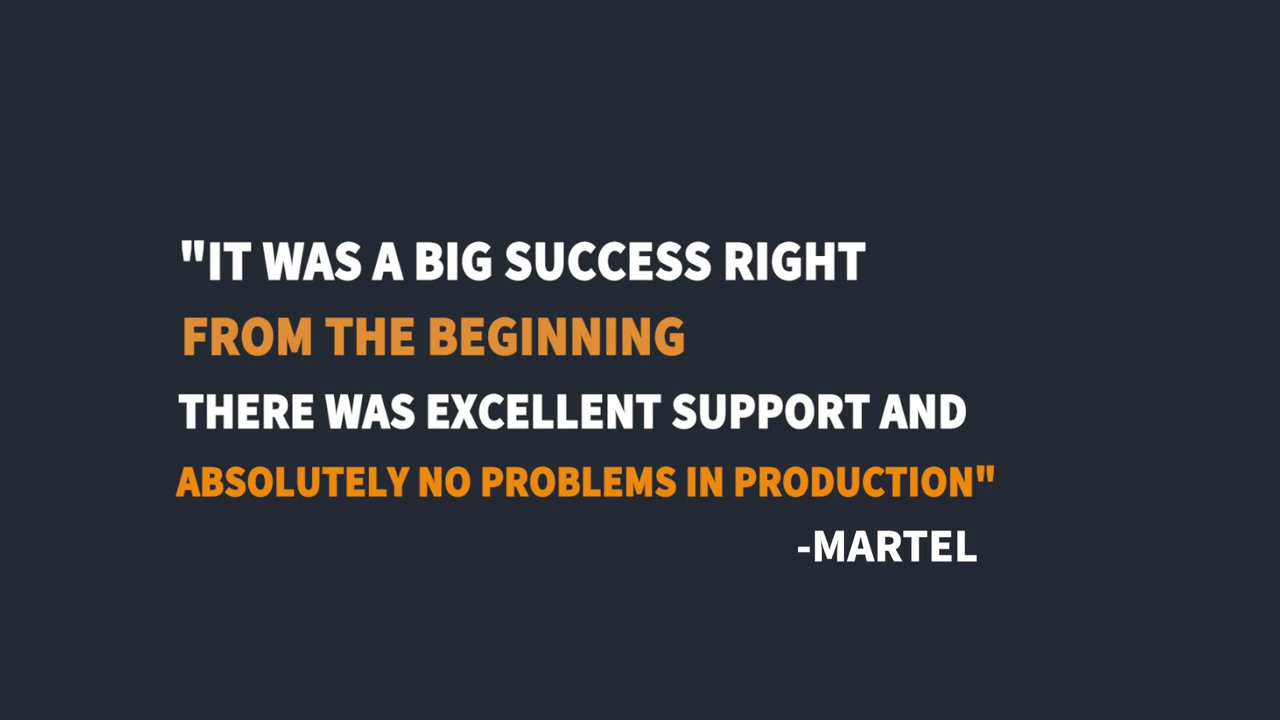 "IT WAS A BIG SUCCESS RIGHT
FROM THE BEGINNING
THERE WAS EXCELLENT SUPPORT AND
ABSOLUTELY NO PROBLEMS IN PRODUCTION"
-MARTEL